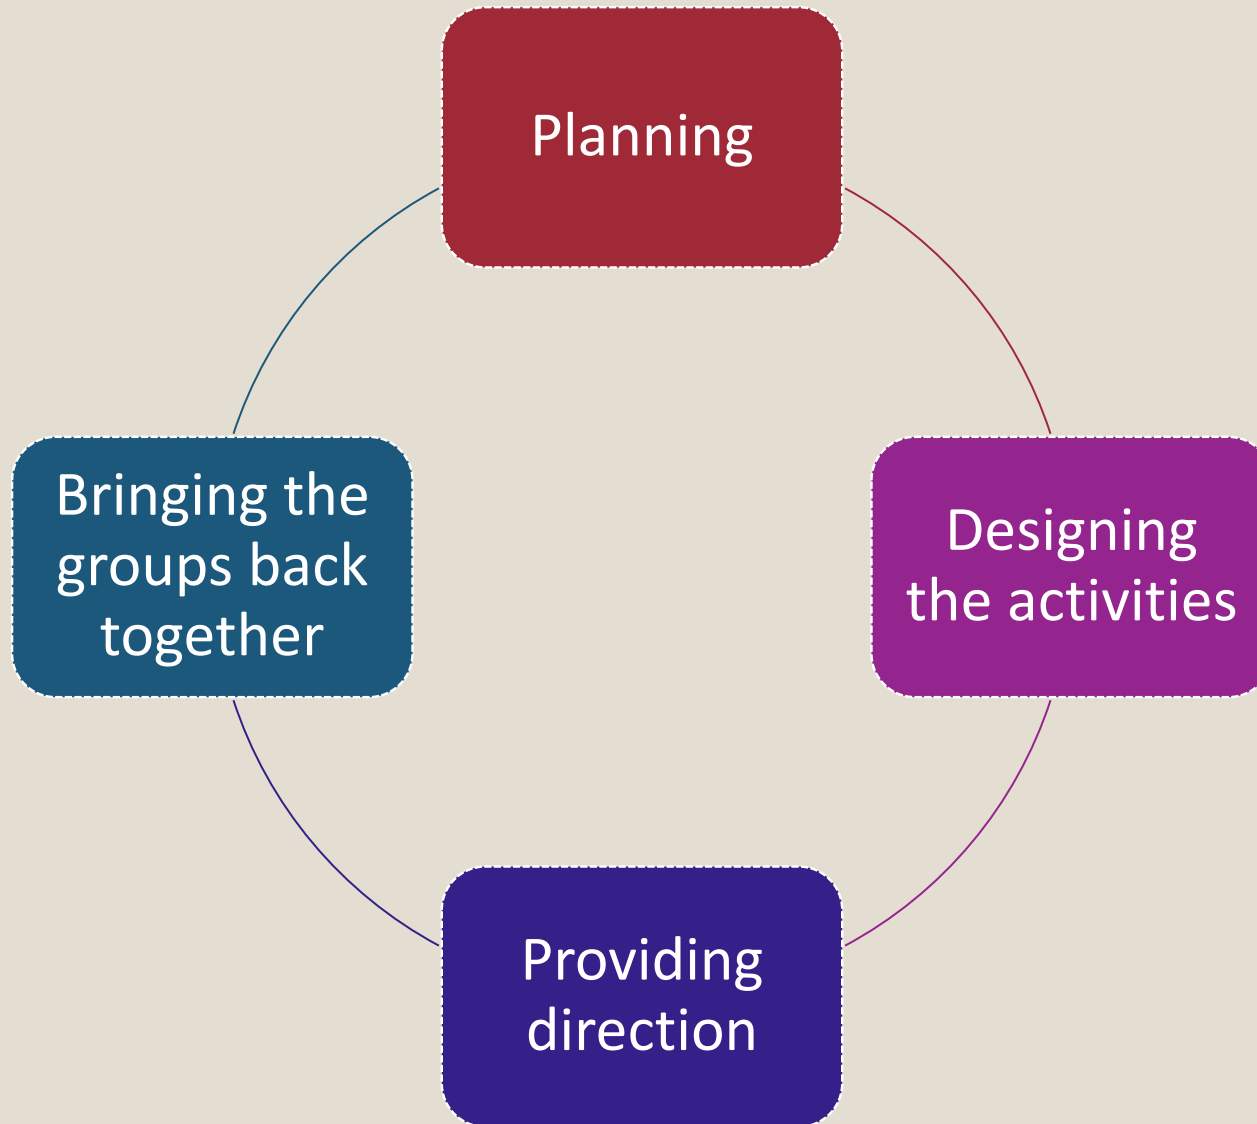 Planning
Designing
the activities
Providing
direction
Bringing the
groups back
together